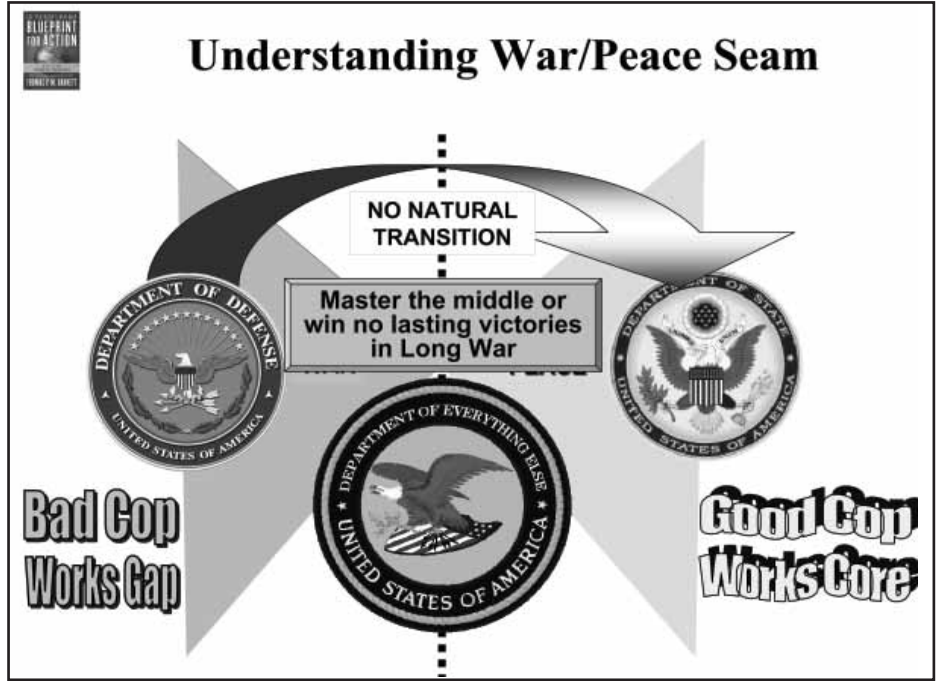 BLUEPRINT
FOR ACTION
Understanding War/Peace Seam
NO NATURAL
TRANSITION
Master the middle or
win no lasting victories
in Long War
DEPARTMENT OF DEFENSE
UNITED STATES OF AMERICA
DEPARTMENT OF STATE
UNITED STATES OF AMERICA
DEPARTMENT OF EVERYTHING ELSE
UNITED STATES OF AMERICA
Bad Cop
Works Gap
Good Cop
Works Core